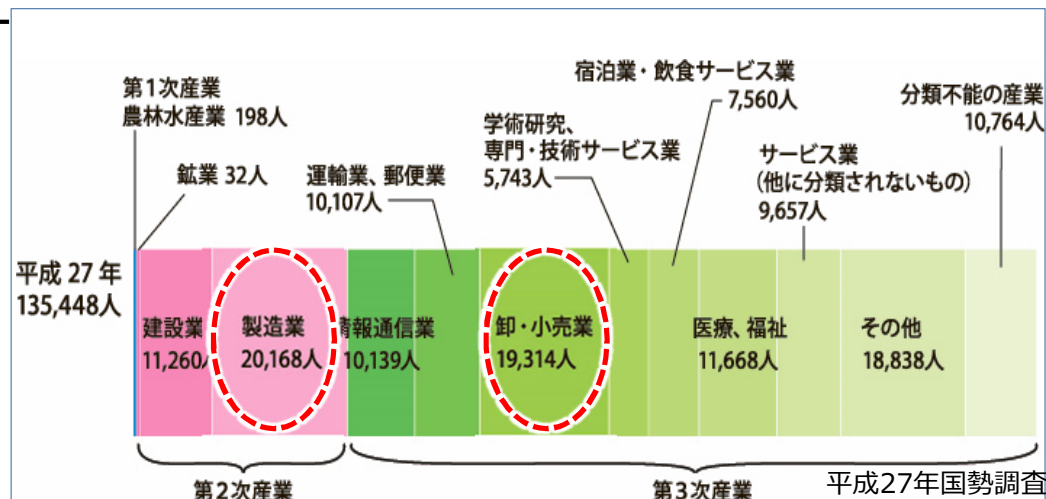 第1次産業
農林水産業 198人
鉱業 32人
運輸業、郵便業
10,107人
学術研究、
専門・技術サービス業
5,743人
宿泊業・飲食サービス業
7,560人
サービス業
(他に分類されないもの)
9,657人
分類不能の産業
10,764人
平成 27 年
135,448人
建設業
11,260人
製造業
20,168人
情報通信業
10,139人
卸・小売業
19,314人
医療、福祉
11,668人
その他
18,838人
第2次産業
第3次産業
平成27年国勢調査